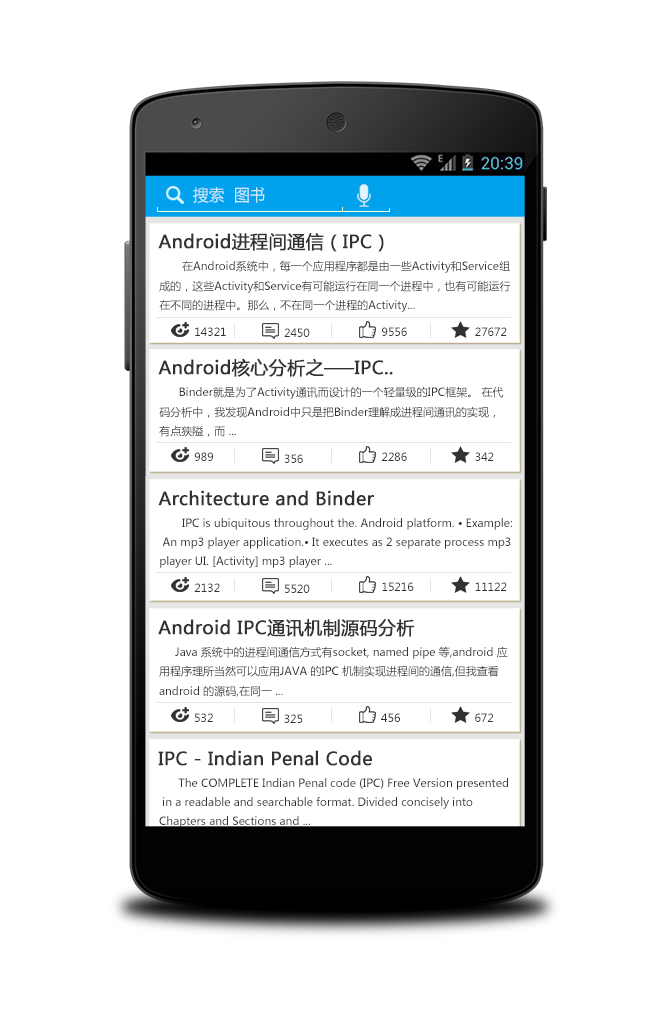 E 20:39
搜索 图书
Android进程间通信（IPC）
在Android系统中，每一个应用程序都是由一些Activity和Service组
成的，这些Activity和Service有可能运行在同一个进程中，也有可能运行
在不同的进程中。那么，不在同一个进程的Activity...
14321 2450 9556 27672
Android核心分析之——IPC..
Binder就是为了Activity通讯而设计的一个轻量级的IPC框架。 在代
码分析中，我发现Android中只是把Binder理解成进程间通讯的实现，
有点狭隘，而 ...
989 356 2286 342
Architecture and Binder
IPC is ubiquitous throughout the. Android platform. • Example:
An mp3 player application.• It executes as 2 separate process mp3
player UI. [Activity] mp3 player ...
2132 5520 15216 11122
Android IPC通讯机制源码分析
Java 系统中的进程间通信方式有socket, named pipe 等,android 应
用程序理所当然可以应用JAVA 的IPC 机制实现进程间的通信,但我查看
android 的源码,在同一 ...
532 325 456 672
IPC - Indian Penal Code
The COMPLETE Indian Penal code (IPC) Free Version presented
in a readable and searchable format. Divided concisely into
Chapters and Sections and ...